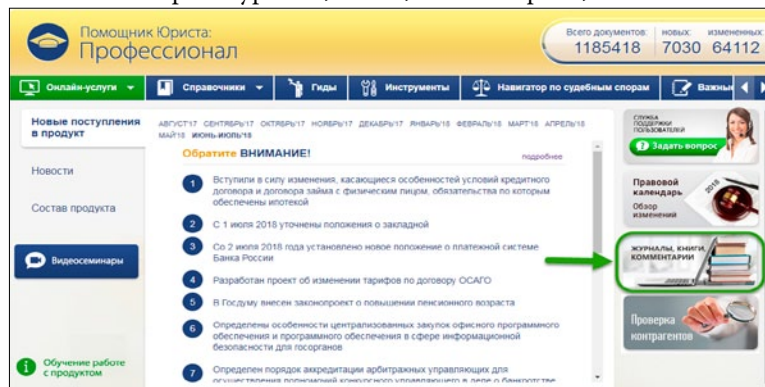 Помощник Юриста:
Профессионал
Всего документов: новых: измененных:
1185418 7030 64112
Онлайн-услуги
Справочники
Гиды
Инструменты
Навигатор по судебным спорам
Важны
Новые поступления
в продукт
Новости
Состав продукта
Видеосеминары
Обучение работе
с продуктом
АВГУСТ'17 СЕНТЯБРЬ'17 ОКТЯБРЬ'17 НОЯБРЬ'17 ДЕКАБРЬ'17 ЯНВАРЬ'18 ФЕВРАЛЬ'18 МАРТ'18 АПРЕЛЬ'18
МАЙ'18 ИЮНЬ-ИЮЛЬ'18
Обратите ВНИМАНИЕ!
подробнее
1 Вступили в силу изменения, касающиеся особенностей условий кредитного
договора и договора займа с физическим лицом, обязательства по которым
обеспечены ипотекой
2 С 1 июля 2018 уточнены положения о закладной
3 Со 2 июля 2018 года установлено новое положение о платежной системе
Банка России
4 Разработан проект об изменении тарифов по договору ОСАГО
5 В Госдуму внесен законопроект о повышении пенсионного возраста
6 Определены особенности централизованных закупок офисного программного
обеспечения и программного обеспечения в сфере информационной
безопасности для госорганов
7 Определен порядок аккредитации арбитражных управляющих для
осуществления полномочий конкурсного управляющего в деле о банкротстве
СЛУЖБА
ПОДДЕРЖКИ
ПОЛЬЗОВАТЕЛЕЙ
Задать вопрос
Правовой
календарь
2018
Обзор
изменений
ЖУРНАЛЫ, КНИГИ,
КОММЕНТАРИИ
Проверка
контрагентов